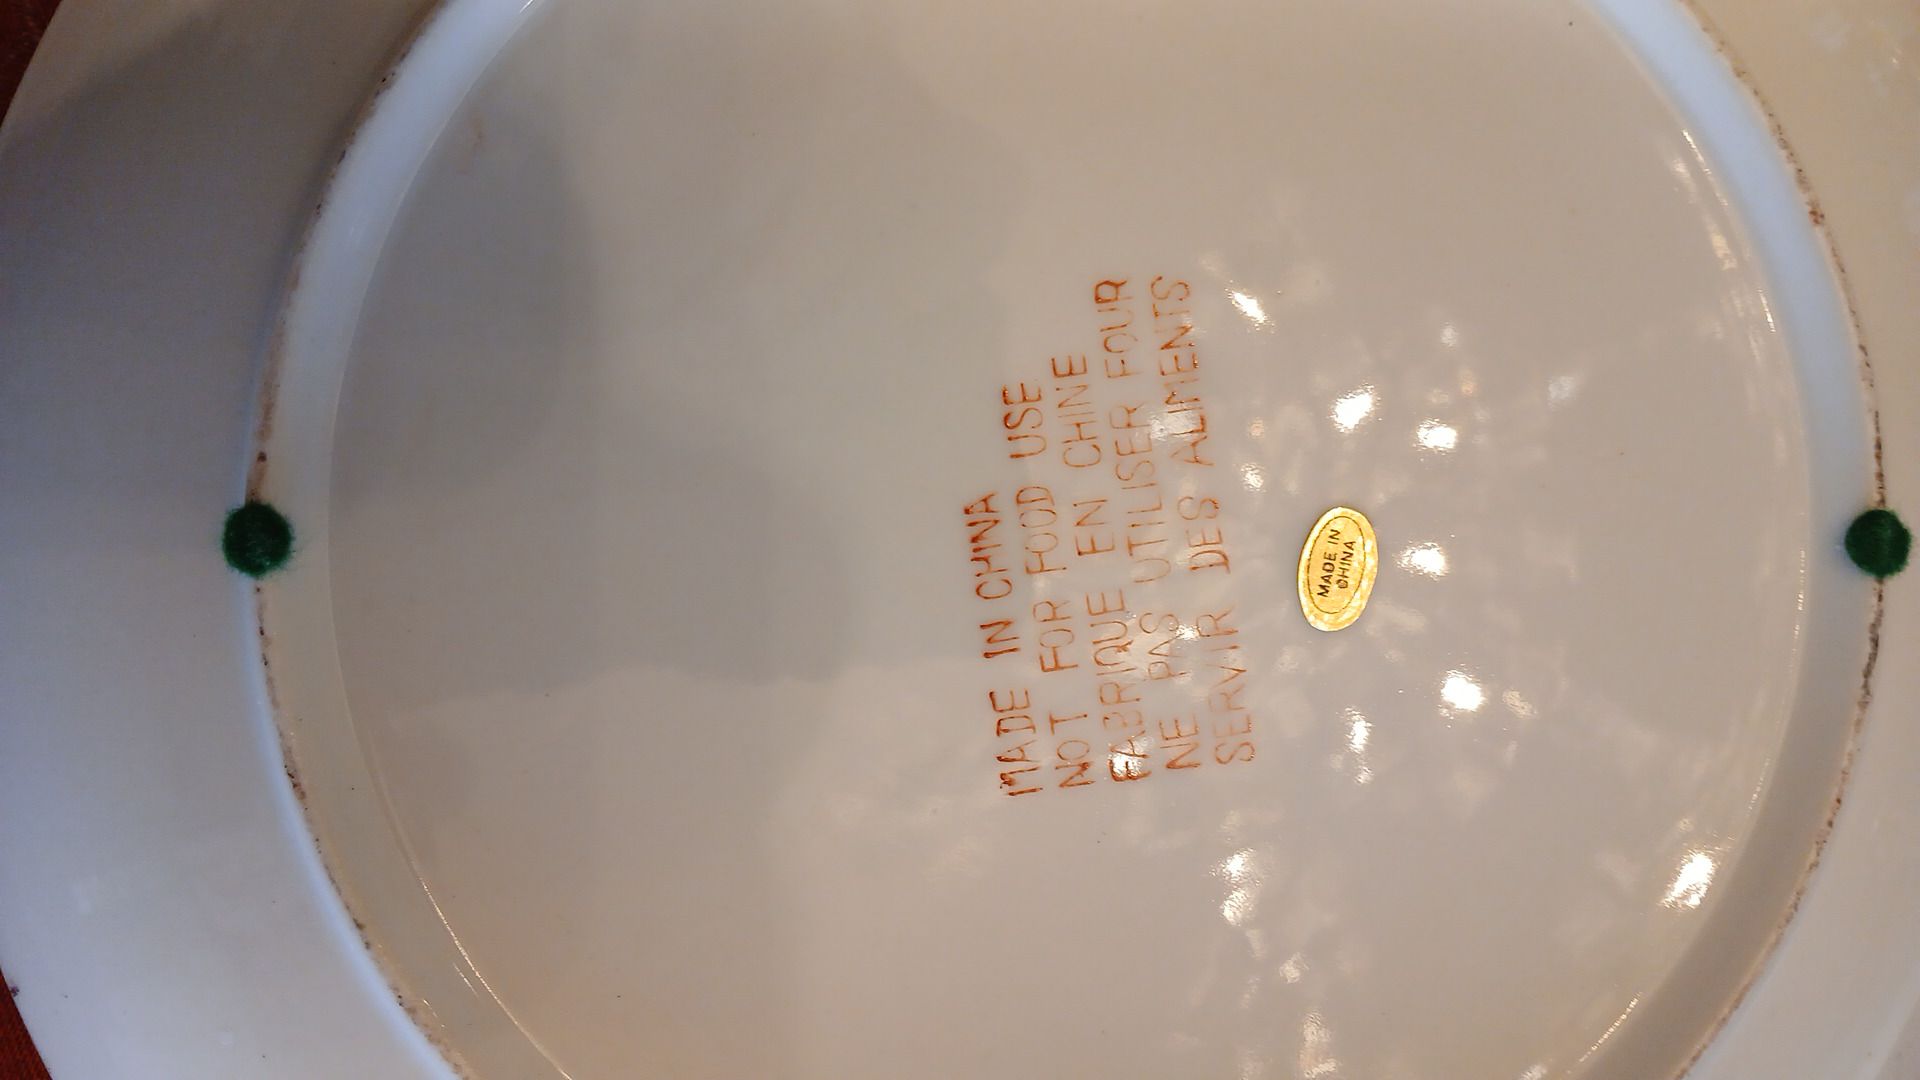 MADE IN CHINA
NOT FOR FOOD USE
FABRIQUE EN CHINE
NE PAS UTILISER FOUR
SERVIR DES ALIMENTS
MADE IN
CHINA